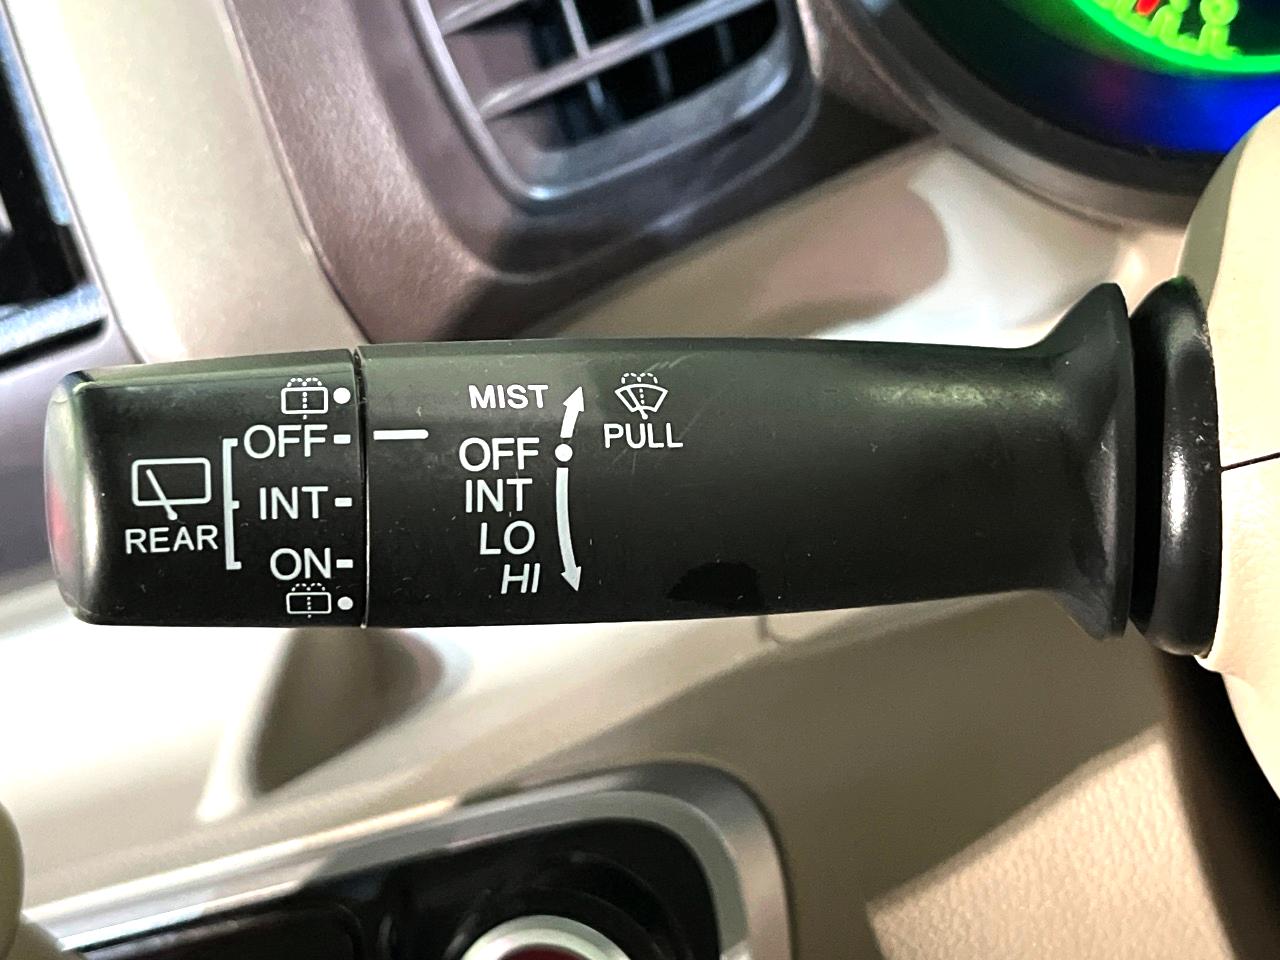 MIST
PULL
OFF
OFF
INT
INT
LO
REAR
ON
HI